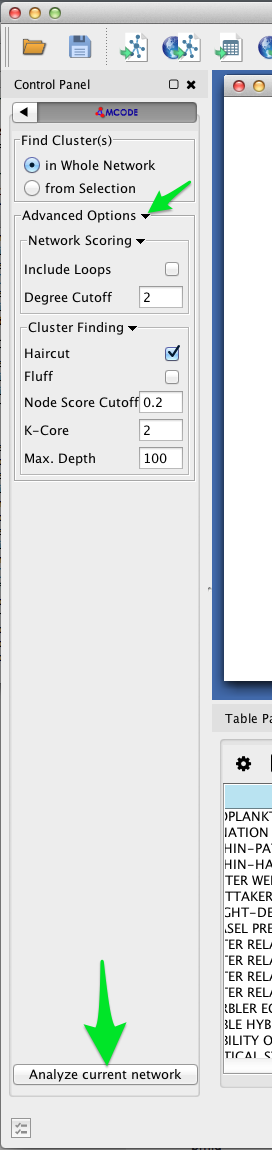 Control Panel
MCODE
Find Cluster(s)
in Whole Network
from Selection
Advanced Options
Network Scoring
Include Loops
Degree Cutoff 2
Cluster Finding
Haircut
Fluff
Node Score Cutoff 0.2
K-Core 2
Max. Depth 100
Table Pa
OPLANKT
NATION
HIN-PA
HIN-HA
TER WE
TTAKER
GHT-DE
ASEL PRE
TER RELA
TER RELA
TER RELA
TER RELA
RBLER EC
BLE HYB
BILITY O
TICAL S
Analyze current network